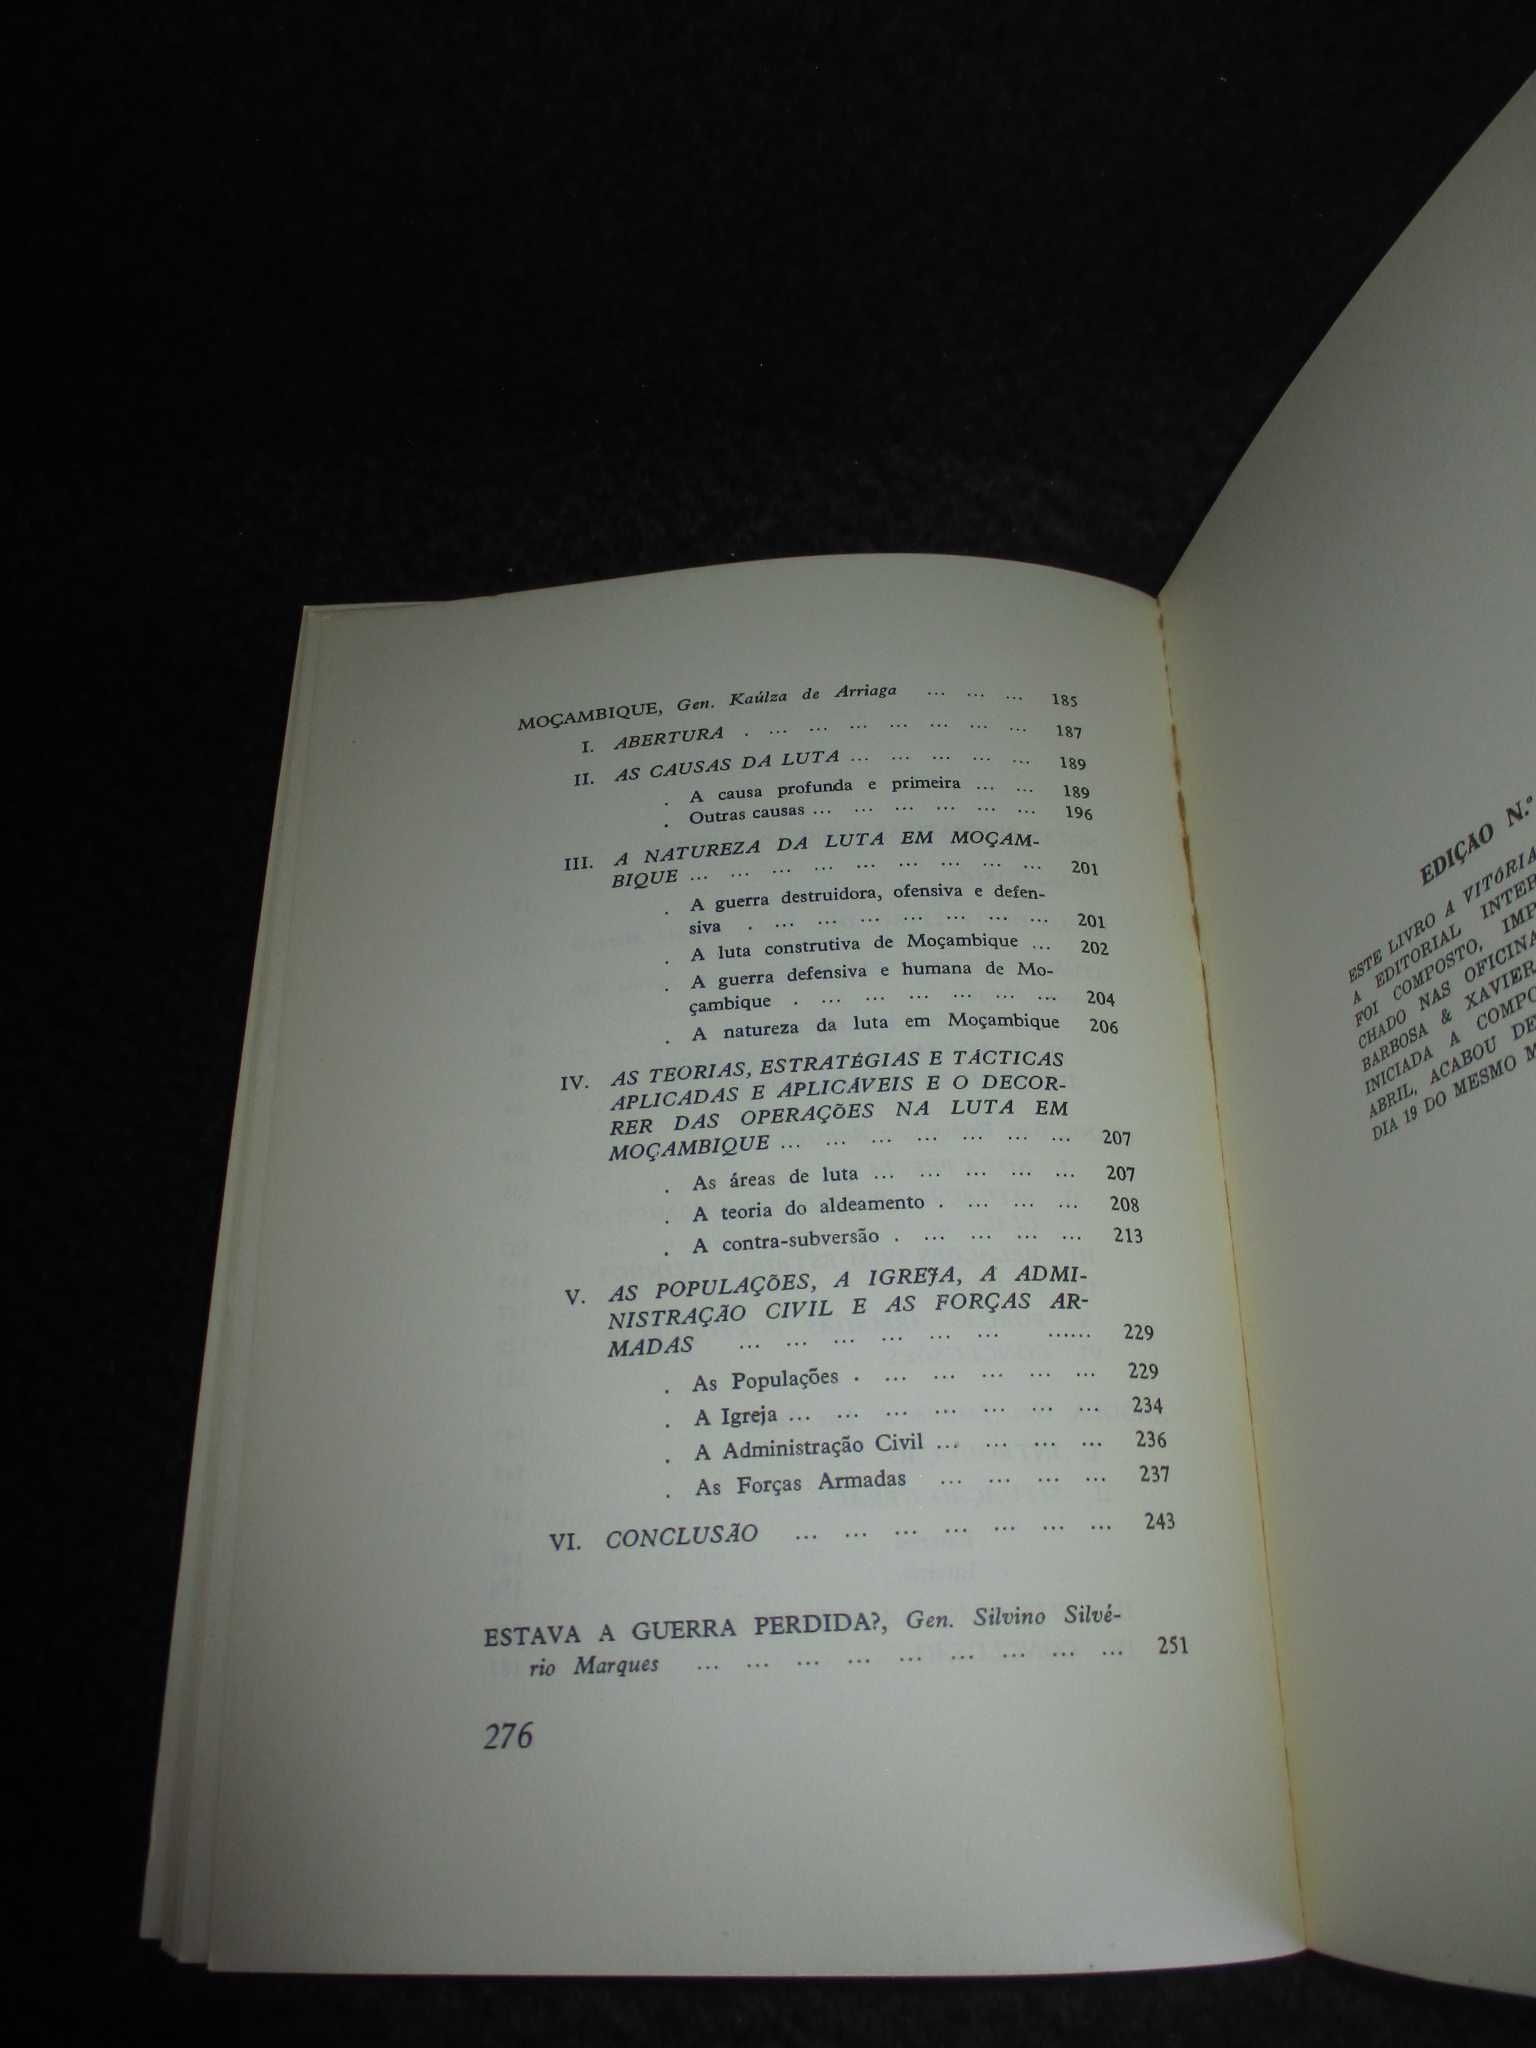 MOÇAMBIQUE, Gen. Kaúlza de Arriaga ... ... ... 185
I. ABERTURA . ... ... ... ... ... ... ... 187
II. AS CAUSAS DA LUTA ... ... ... ... ... 189
. A causa profunda e primeira ... ... 189
. Outras causas ... ... ... ... ... ... 196
III. A NATUREZA DA LUTA EM MOÇAM-
BIQUE ... ... ... ... ... ... ... ... ... 201
. A guerra destruidora, ofensiva e defen-
siva . ... ... ... ... ... ... ... 201
. A luta construtiva de Moçambique ... 202
. A guerra defensiva e humana de Mo-
çambique . ... ... ... ... ... ... 204
. A natureza da luta em Moçambique 206
IV. AS TEORIAS, ESTRATÉGIAS E TÁCTICAS
APLICADAS E APLICÁVEIS E O DECOR-
RER DAS OPERAÇÕES NA LUTA EM
MOÇAMBIQUE ... ... ... ... ... ... ... 207
. As áreas de luta ... ... ... ... ... 207
. A teoria do aldeamento . ... ... ... 208
. A contra-subversão . ... ... ... ... 213
V. AS POPULAÇÕES, A IGREJA, A ADMI-
NISTRAÇÃO CIVIL E AS FORÇAS AR-
MADAS ... ... ... ... ... ... ...... 229
. As Populações . ... ... ... ... ... 229
. A Igreja ... ... ... ... ... ... ... 234
. A Administração Civil ... ... ... ... 236
. As Forças Armadas ... ... ... ... 237
VI. CONCLUSÃO ... ... ... ... ... ... ... 243
ESTAVA A GUERRA PERDIDA?, Gen. Silvino Silvé-
rio Marques ... ... ... ... ... ... ... ... ... 251
276
EDIÇÃO N.º
ESTE LIVRO A VITÓRIA
A EDITORIAL INTER
FOI COMPOSTO, IMP
CHADO NAS OFICINA
BARBOSA & XAVIER
INICIADA A COMPO
ABRIL, ACABOU DE
DIA 19 DO MESMO M